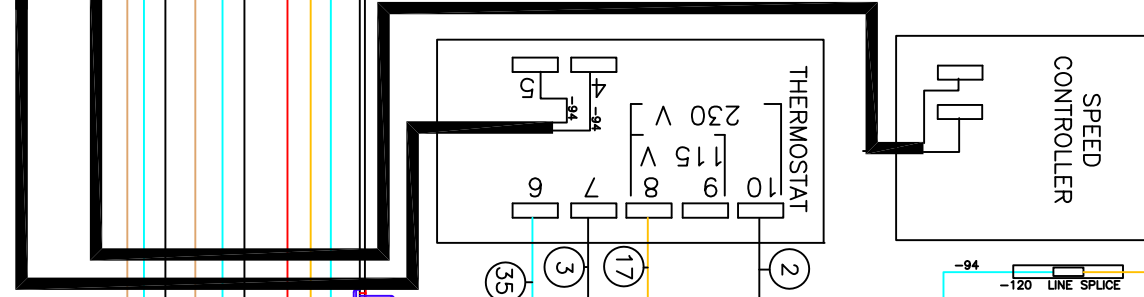 5 4
-94
-94
230 V
115 V
6 7 8 9 10
THERMOSTAT
35 3 17 2
SPEED
CONTROLLER
-94
-120 LINE SPLICE